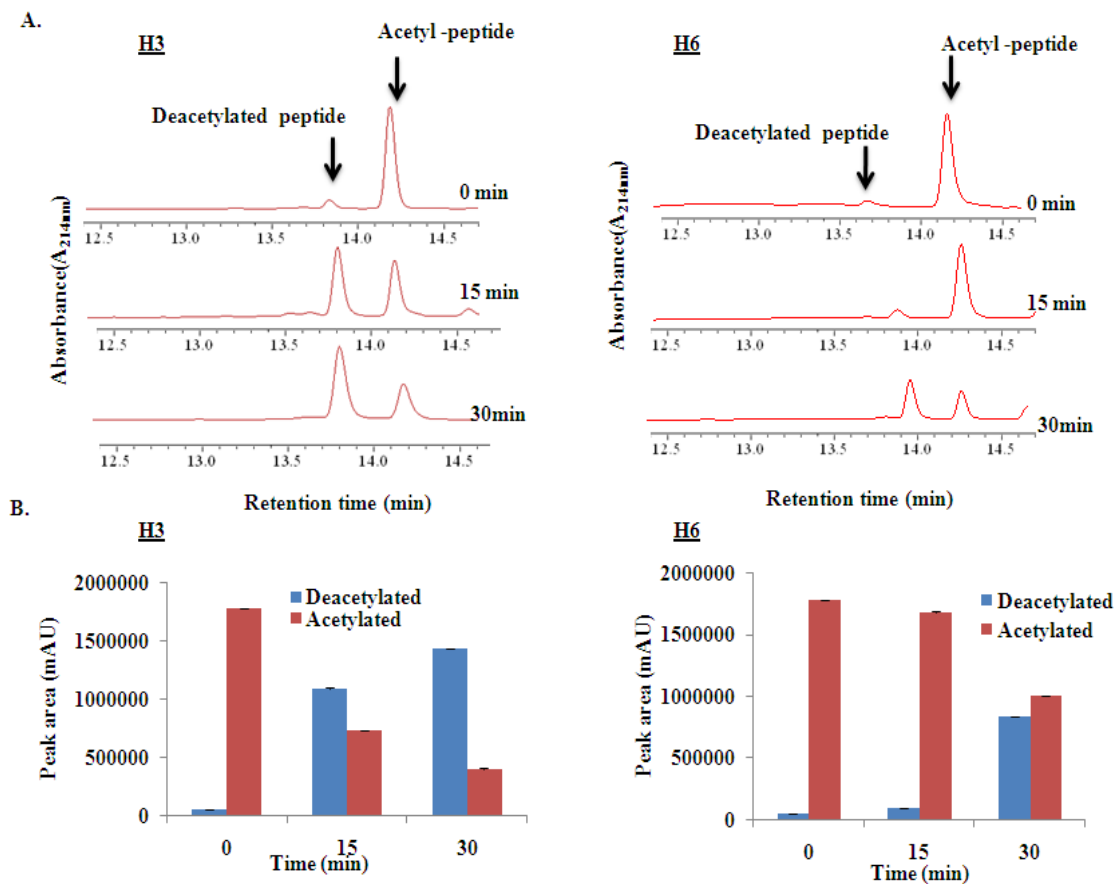 A.
H3
Acetyl -peptide
Deacetylated peptide
0 min
12.5 13.0 13.5 14.0 14.5
15 min
12.5 13.0 13.5 14.0 14.5
30min
12.5 13.0 13.5 14.0 14.5
Absorbance(A214nm)
Retention time (min)
H6
Acetyl -peptide
Deacetylated peptide
0 min
12.5 13.0 13.5 14.0 14.5
15 min
12.5 13.0 13.5 14.0 14.5
30min
12.5 13.0 13.5 14.0 14.5
Absorbance(A214nm)
Retention time (min)
B.
H3
2000000
1500000
1000000
500000
0
Peak area (mAU)
Deacetylated
Acetylated
0 15 30
Time (min)
H6
2000000
1500000
1000000
500000
0
Peak area (mAU)
Deacetylated
Acetylated
0 15 30
Time (min)